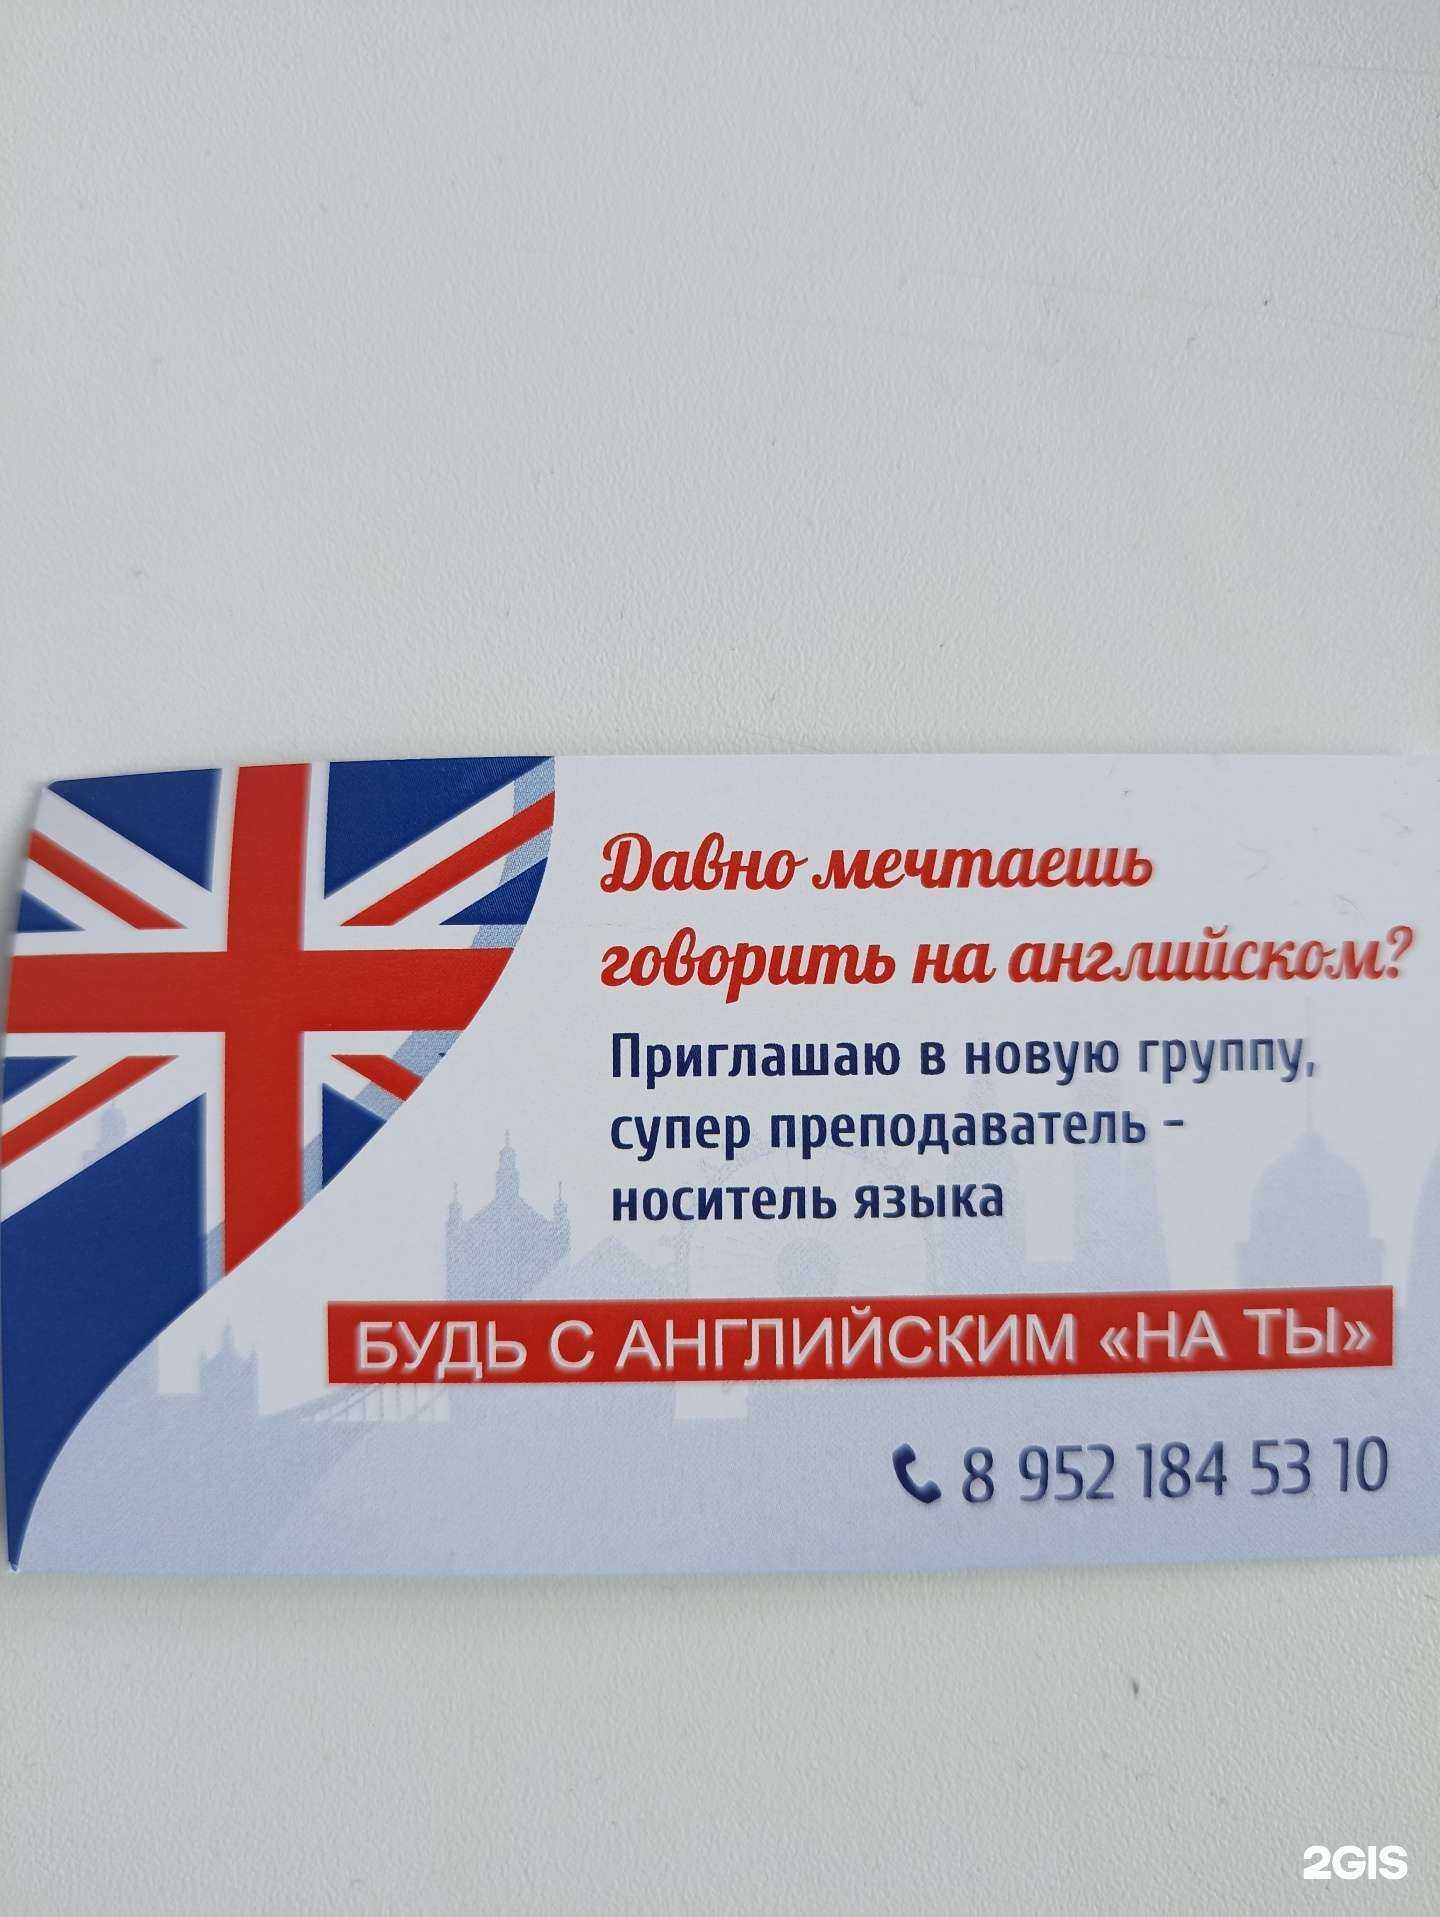 Давно мечтаешь
говорить на английском?
Приглашаю в новую группу,
супер преподаватель -
носитель языка
БУДЬ С АНГЛИЙСКИМ «НА ТЫ»
8 952 184 53 10
2GIS